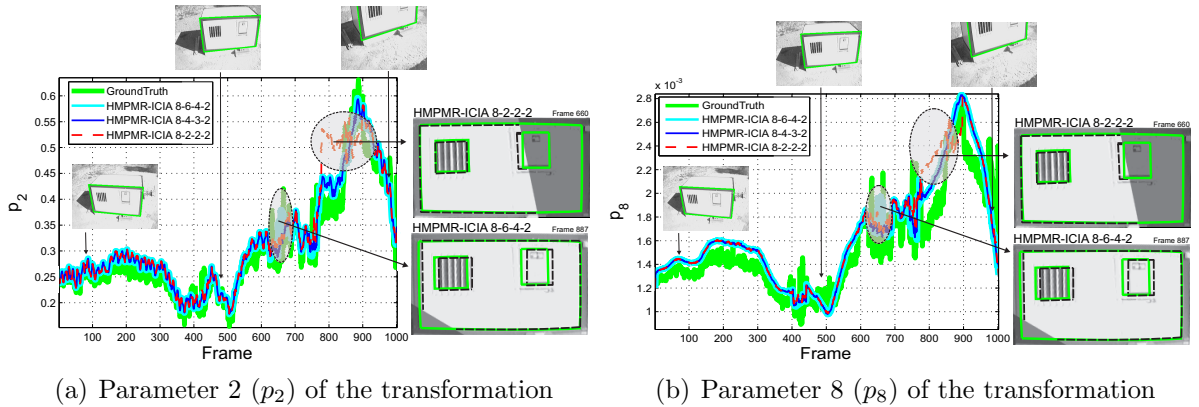 GroundTruth
HMPMR-ICIA 8-6-4-2
HMPMR-ICIA 8-4-3-2
HMPMR-ICIA 8-2-2-2
0.6
0.55
0.5
0.45
0.4
0.35
0.3
0.25
0.2
p2
0 100 200 300 400 500 600 700 800 900 1000
Frame
HMPMR-ICIA 8-2-2-2 Frame 660
HMPMR-ICIA 8-6-4-2 Frame 887
(a) Parameter 2 (p2) of the transformation
x 10-3
GroundTruth
HMPMR-ICIA 8-6-4-2
HMPMR-ICIA 8-4-3-2
HMPMR-ICIA 8-2-2-2
2.8
2.6
2.4
2.2
2
1.8
1.6
1.4
1.2
1
p8
0 100 200 300 400 500 600 700 800 900 1000
Frame
HMPMR-ICIA 8-2-2-2 Frame 660
HMPMR-ICIA 8-6-4-2 Frame 887
(b) Parameter 8 (p8) of the transformation